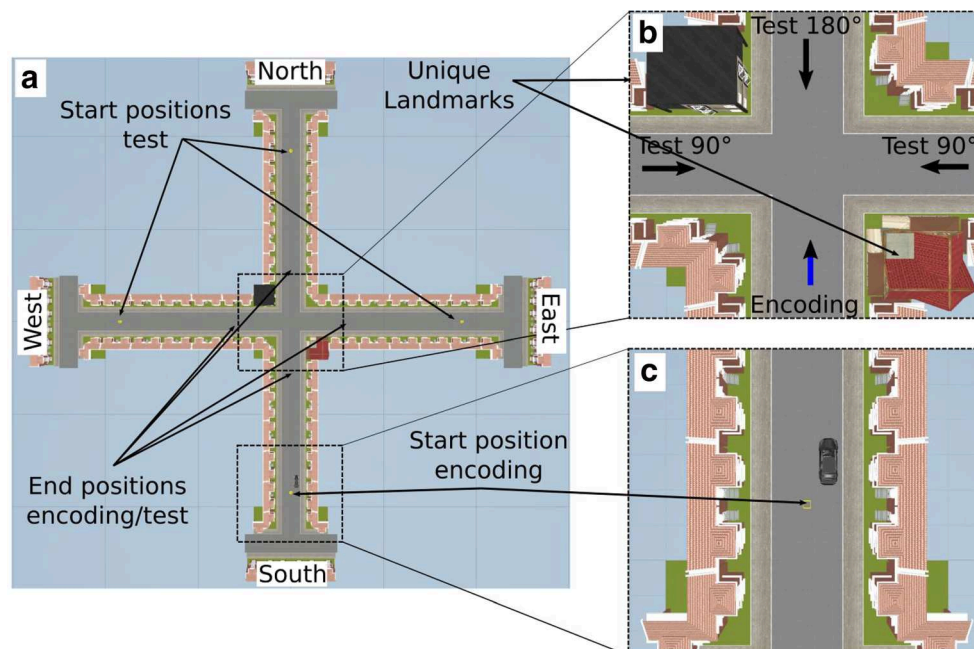 a
North
Start positions
test
West
East
End positions
encoding/test
South
Unique
Landmarks
Start position
encoding
b
Test 180°
Test 90°
Test 90°
Encoding
c